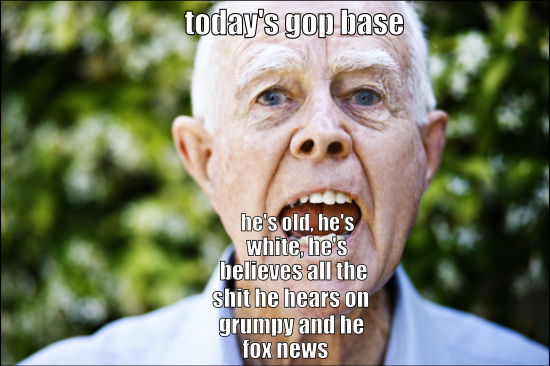 today's gop base
he's old, he's
white, he's
believes all the
shit he hears on
grumpy and he
fox news